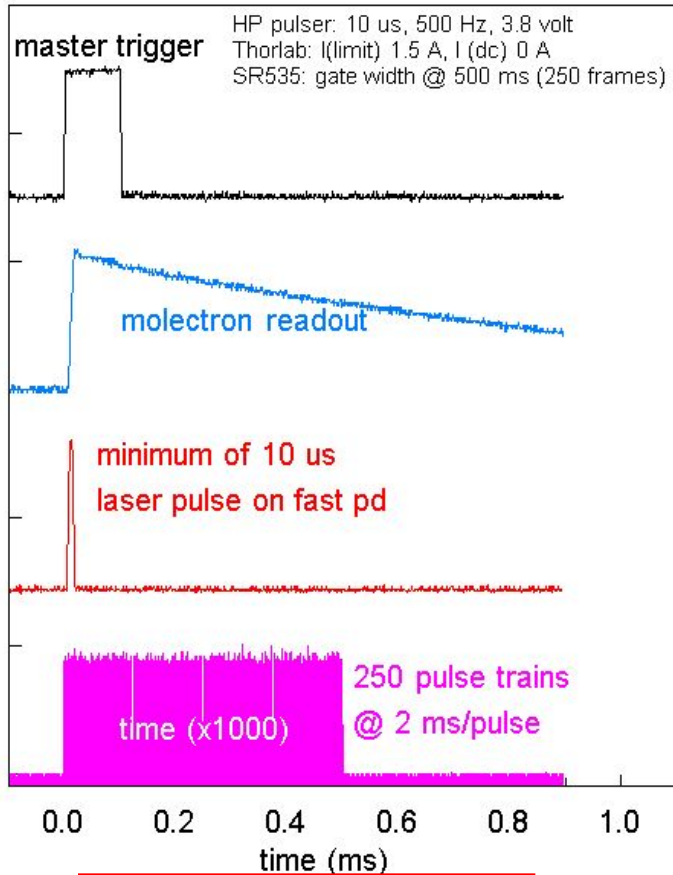 HP pulser: 10 us, 500 Hz, 3.8 volt
Thorlab: I(limit) 1.5 A, I (dc) 0 A
SR535: gate width @ 500 ms (250 frames)
master trigger
molectron readout
minimum of 10 us
laser pulse on fast pd
250 pulse trains
@ 2 ms/pulse
time (x1000)
0.0 0.2 0.4 0.6 0.8 1.0
time (ms)